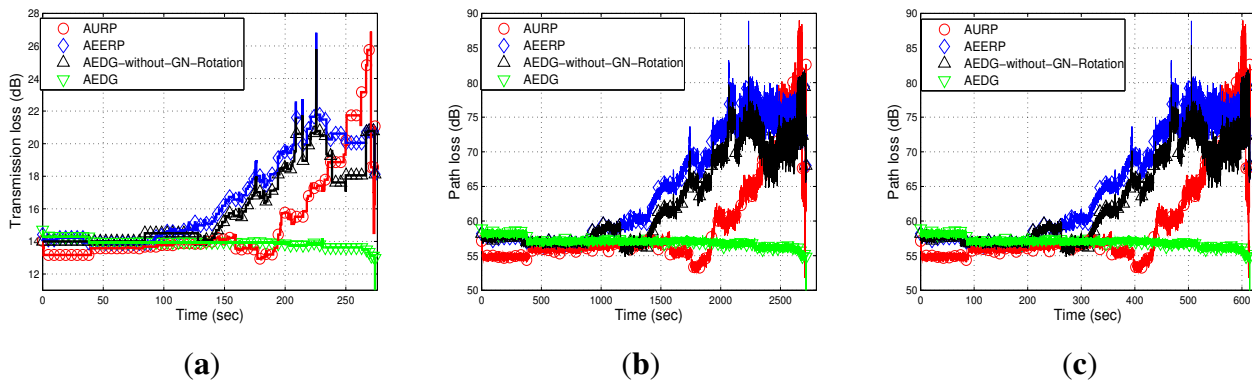 28
26
24
22
20
18
16
14
12
Transmission loss (dB)
AURP
AEERP
AEDG-without-GN-Rotation
AEDG
0 50 100 150 200 250
Time (sec)
(a)
90
85
80
75
70
65
60
55
50
Path loss (dB)
AURP
AEERP
AEDG-without-GN-Rotation
AEDG
0 500 1000 1500 2000 2500
Time (sec)
(b)
90
85
80
75
70
65
60
55
50
Path loss (dB)
AURP
AEERP
AEDG-without-GN-Rotation
AEDG
0 100 200 300 400 500 600
Time (sec)
(c)